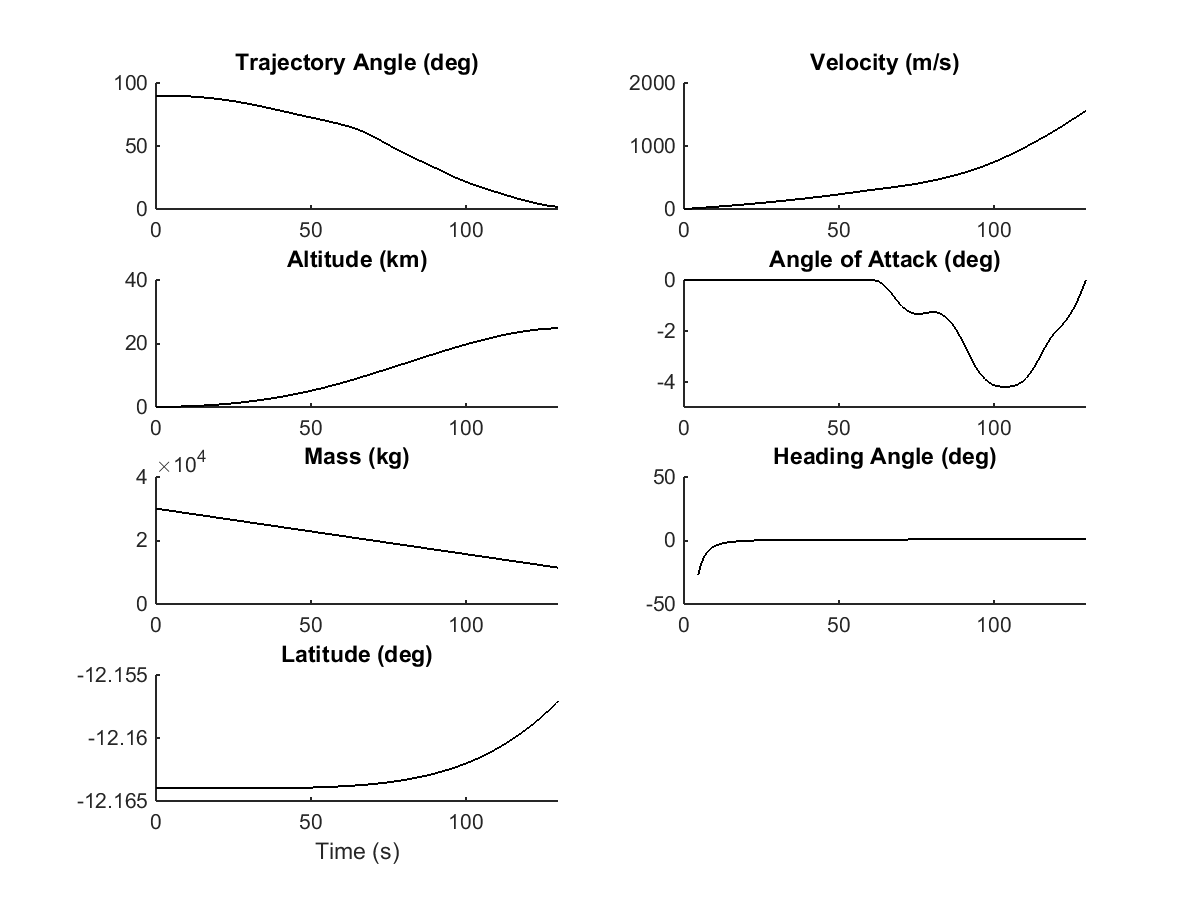 Trajectory Angle (deg)
100
50
0
0 50 100
Velocity (m/s)
2000
1000
0
0 50 100
Altitude (km)
40
20
0
0 50 100
Angle of Attack (deg)
0
-2
-4
0 50 100
Mass (kg)
×10^4
4
2
0
0 50 100
Heading Angle (deg)
50
0
-50
0 50 100
Latitude (deg)
-12.155
-12.16
-12.165
0 50 100
Time (s)